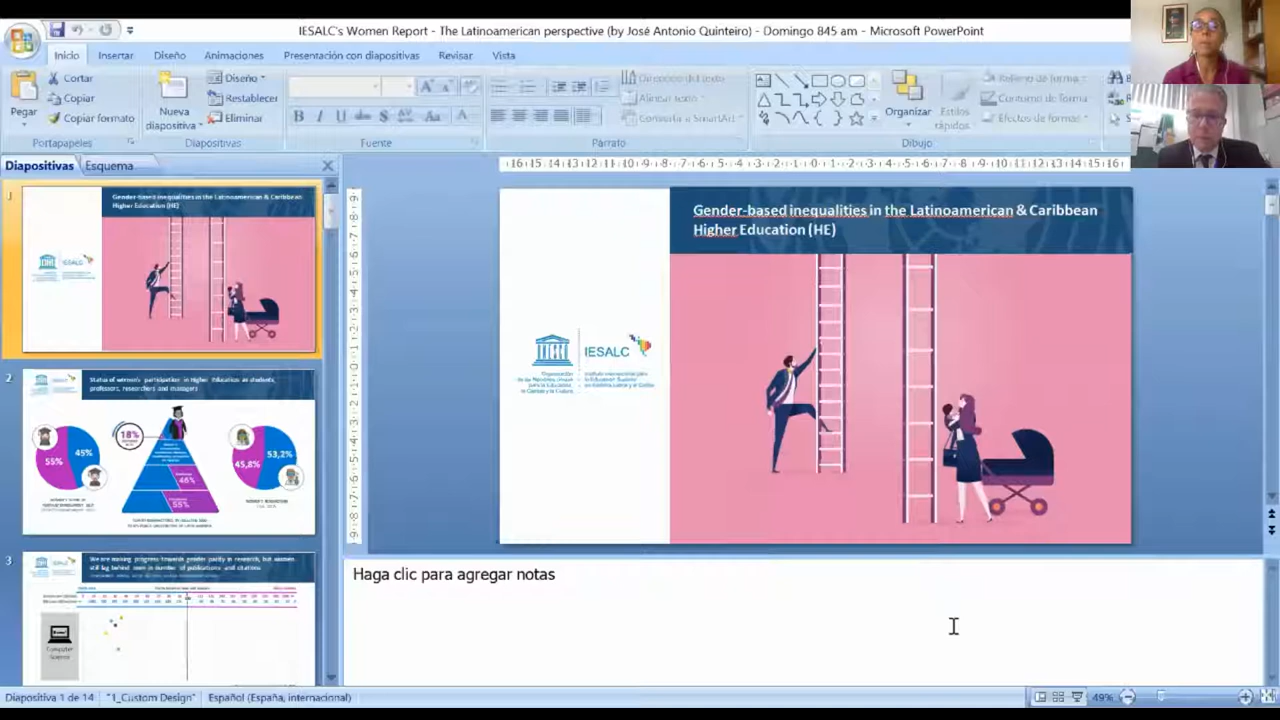 IESALC's Women Report - The Latinoamerican perspective (by José Antonio Quinteiro) - Domingo 845 am - Microsoft PowerPoint
Inicio Insertar Diseño Animaciones Presentación con diapositivas Revisar Vista
Pegar
Cortar
Copiar
Copiar formato
Portapapeles
Nueva
diapositiva
Diseño
Restablecer
Eliminar
Diapositivas
Fuente
Dirección del texto
Alinear texto
Convertir a SmartArt
Párrafo
Organizar
Estilos
rápidos
Relleno de forma
Contorno de forma
Efectos de forma
Dibujo
Diapositivas Esquema
Gender-based inequalities in the Latinoamerican & Caribbean
Higher Education (HE)
IESALC
2
Status of women's participation in Higher Education as students,
professors, researchers and managers
55%
45%
18%
46%
55%
45,8%
53,2%
3
We are making progress towards gender parity in research, but women
still lag behind men in number of publications and citations
Computer
Science
Gender-based inequalities in the Latinoamerican & Caribbean
Higher Education (HE)
IESALC
Haga clic para agregar notas
Diapositiva 1 de 14 "1_Custom Design" Español (España, internacional) 49%